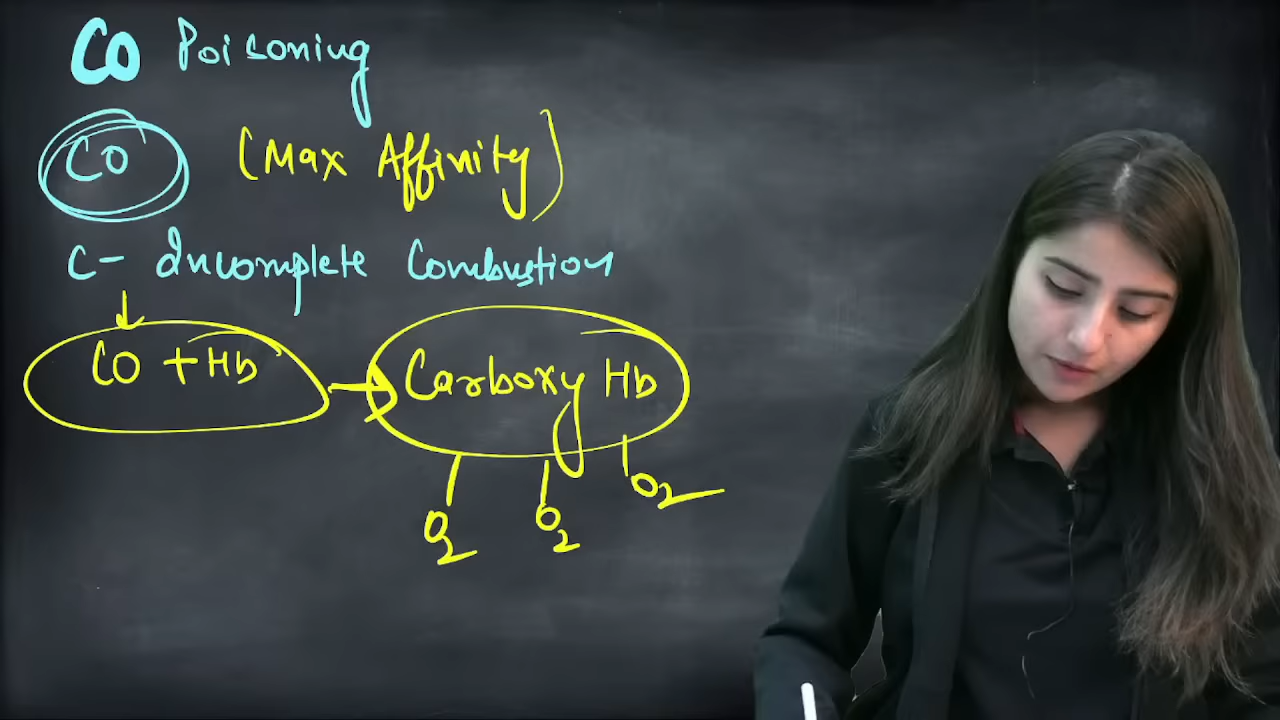 CO Poisoning
CO (Max Affinity)
C- Incomplete Combustion
CO + Hb → Carboxy Hb
O2 O2 O2